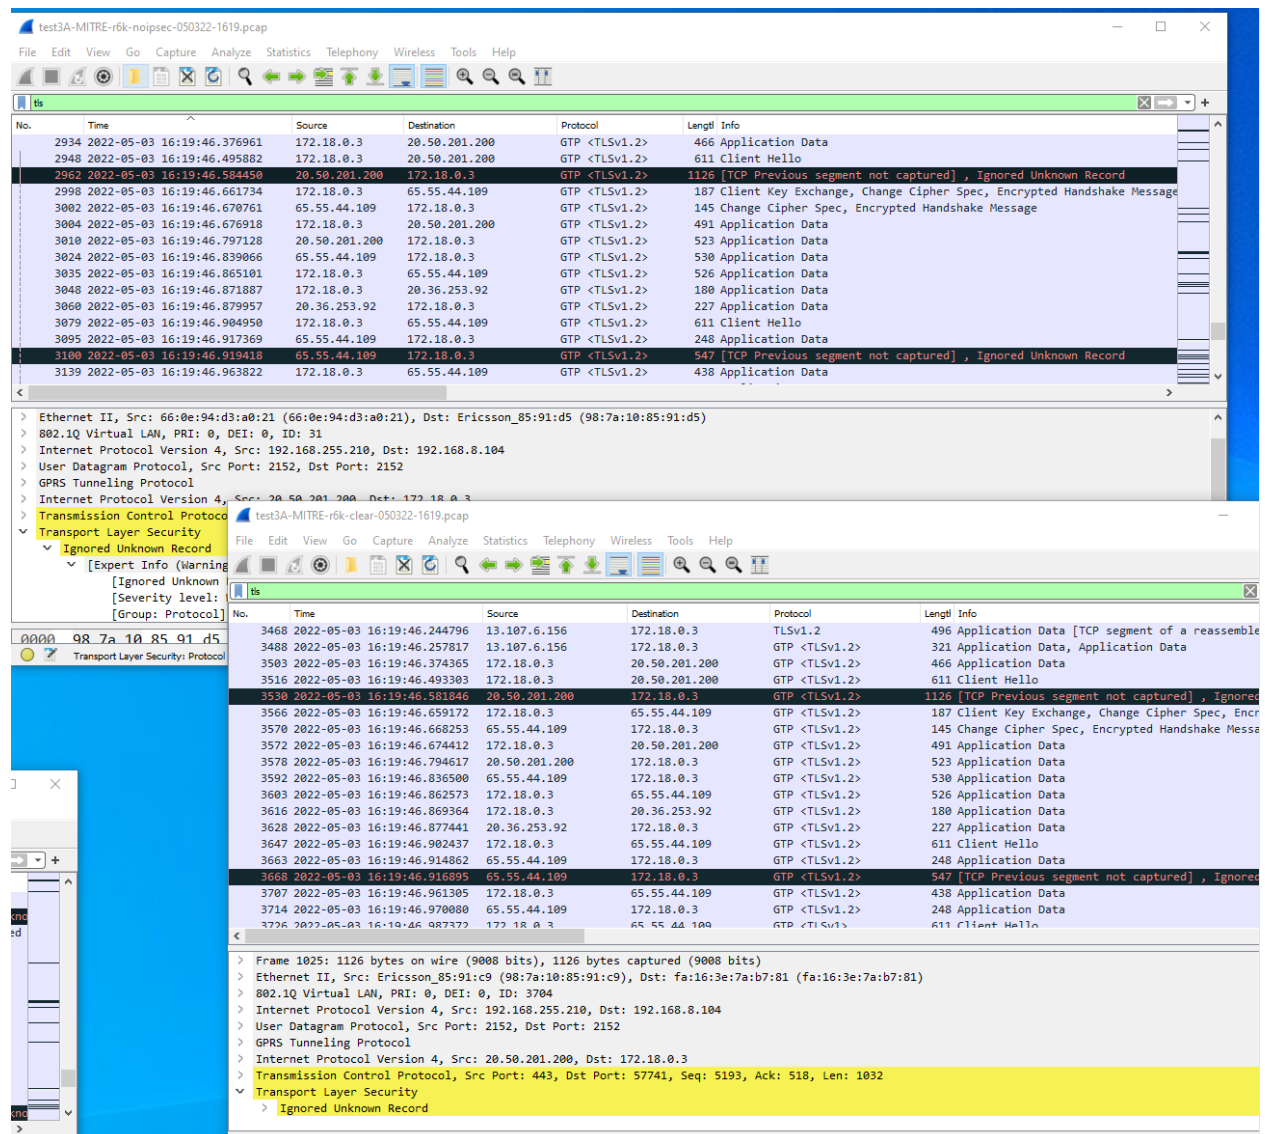 test3A-MITRE-r6k-noipsec-050322-1619.pcap
File Edit View Go Capture Analyze Statistics Telephony Wireless Tools Help
tls
No. Time Source Destination Protocol Lengtl Info
2934 2022-05-03 16:19:46.376961 172.18.0.3 20.50.201.200 GTP <TLSv1.2> 466 Application Data
2948 2022-05-03 16:19:46.495882 172.18.0.3 20.50.201.200 GTP <TLSv1.2> 611 Client Hello
2962 2022-05-03 16:19:46.584450 20.50.201.200 172.18.0.3 GTP <TLSv1.2> 1126 [TCP Previous segment not captured] , Ignored Unknown Record
2998 2022-05-03 16:19:46.661734 172.18.0.3 65.55.44.109 GTP <TLSv1.2> 187 Client Key Exchange, Change Cipher Spec, Encrypted Handshake Message
3002 2022-05-03 16:19:46.670761 65.55.44.109 172.18.0.3 GTP <TLSv1.2> 145 Change Cipher Spec, Encrypted Handshake Message
3004 2022-05-03 16:19:46.676918 172.18.0.3 20.50.201.200 GTP <TLSv1.2> 491 Application Data
3010 2022-05-03 16:19:46.797128 20.50.201.200 172.18.0.3 GTP <TLSv1.2> 523 Application Data
3024 2022-05-03 16:19:46.839066 65.55.44.109 172.18.0.3 GTP <TLSv1.2> 530 Application Data
3035 2022-05-03 16:19:46.865101 172.18.0.3 65.55.44.109 GTP <TLSv1.2> 526 Application Data
3048 2022-05-03 16:19:46.871887 172.18.0.3 20.36.253.92 GTP <TLSv1.2> 180 Application Data
3060 2022-05-03 16:19:46.879957 20.36.253.92 172.18.0.3 GTP <TLSv1.2> 227 Application Data
3079 2022-05-03 16:19:46.904950 172.18.0.3 65.55.44.109 GTP <TLSv1.2> 611 Client Hello
3095 2022-05-03 16:19:46.917369 65.55.44.109 172.18.0.3 GTP <TLSv1.2> 248 Application Data
3100 2022-05-03 16:19:46.919418 65.55.44.109 172.18.0.3 GTP <TLSv1.2> 547 [TCP Previous segment not captured] , Ignored Unknown Record
3139 2022-05-03 16:19:46.963822 172.18.0.3 65.55.44.109 GTP <TLSv1.2> 438 Application Data
Ethernet II, Src: 66:0e:94:d3:a0:21 (66:0e:94:d3:a0:21), Dst: Ericsson_85:91:d5 (98:7a:10:85:91:d5)
802.1Q Virtual LAN, PRI: 0, DEI: 0, ID: 31
Internet Protocol Version 4, Src: 192.168.255.210, Dst: 192.168.8.104
User Datagram Protocol, Src Port: 2152, Dst Port: 2152
GPRS Tunneling Protocol
Internet Protocol Version 4, Src: 20.50.201.200, Dst: 172.18.0.3
Transmission Control Protoco
Transport Layer Security
Ignored Unknown Record
[Expert Info (Warning
[Ignored Unknown
[Severity level:
[Group: Protocol]
0000 98 7a 10 85 91 d5
Transport Layer Security: Protocol
test3A-MITRE-r6k-clear-050322-1619.pcap
File Edit View Go Capture Analyze Statistics Telephony Wireless Tools Help
tls
No. Time Source Destination Protocol Lengtl Info
3468 2022-05-03 16:19:46.244796 13.107.6.156 172.18.0.3 TLSv1.2 496 Application Data [TCP segment of a reassemble
3488 2022-05-03 16:19:46.257817 13.107.6.156 172.18.0.3 GTP <TLSv1.2> 321 Application Data, Application Data
3503 2022-05-03 16:19:46.374365 172.18.0.3 20.50.201.200 GTP <TLSv1.2> 466 Application Data
3516 2022-05-03 16:19:46.493303 172.18.0.3 20.50.201.200 GTP <TLSv1.2> 611 Client Hello
3530 2022-05-03 16:19:46.581846 20.50.201.200 172.18.0.3 GTP <TLSv1.2> 1126 [TCP Previous segment not captured] , Ignored
3566 2022-05-03 16:19:46.659172 172.18.0.3 65.55.44.109 GTP <TLSv1.2> 187 Client Key Exchange, Change Cipher Spec, Encr
3570 2022-05-03 16:19:46.668253 65.55.44.109 172.18.0.3 GTP <TLSv1.2> 145 Change Cipher Spec, Encrypted Handshake Messa
3572 2022-05-03 16:19:46.674412 172.18.0.3 20.50.201.200 GTP <TLSv1.2> 491 Application Data
3578 2022-05-03 16:19:46.794617 20.50.201.200 172.18.0.3 GTP <TLSv1.2> 523 Application Data
3592 2022-05-03 16:19:46.836500 65.55.44.109 172.18.0.3 GTP <TLSv1.2> 530 Application Data
3603 2022-05-03 16:19:46.862573 172.18.0.3 65.55.44.109 GTP <TLSv1.2> 526 Application Data
3616 2022-05-03 16:19:46.869364 172.18.0.3 20.36.253.92 GTP <TLSv1.2> 180 Application Data
3628 2022-05-03 16:19:46.877441 20.36.253.92 172.18.0.3 GTP <TLSv1.2> 227 Application Data
3647 2022-05-03 16:19:46.902437 172.18.0.3 65.55.44.109 GTP <TLSv1.2> 611 Client Hello
3663 2022-05-03 16:19:46.914862 65.55.44.109 172.18.0.3 GTP <TLSv1.2> 248 Application Data
3668 2022-05-03 16:19:46.916895 65.55.44.109 172.18.0.3 GTP <TLSv1.2> 547 [TCP Previous segment not captured] , Ignored
3707 2022-05-03 16:19:46.961305 172.18.0.3 65.55.44.109 GTP <TLSv1.2> 438 Application Data
3714 2022-05-03 16:19:46.970080 65.55.44.109 172.18.0.3 GTP <TLSv1.2> 248 Application Data
3726 2022-05-03 16:19:46.987372 172.18.0.3 65.55.44.109 GTP <TLSv1> 611 Client Hello
Frame 1025: 1126 bytes on wire (9008 bits), 1126 bytes captured (9008 bits)
Ethernet II, Src: Ericsson_85:91:c9 (98:7a:10:85:91:c9), Dst: fa:16:3e:7a:b7:81 (fa:16:3e:7a:b7:81)
802.1Q Virtual LAN, PRI: 0, DEI: 0, ID: 3704
Internet Protocol Version 4, Src: 192.168.255.210, Dst: 192.168.8.104
User Datagram Protocol, Src Port: 2152, Dst Port: 2152
GPRS Tunneling Protocol
Internet Protocol Version 4, Src: 20.50.201.200, Dst: 172.18.0.3
Transmission Control Protocol, Src Port: 443, Dst Port: 57741, Seq: 5193, Ack: 518, Len: 1032
Transport Layer Security
Ignored Unknown Record